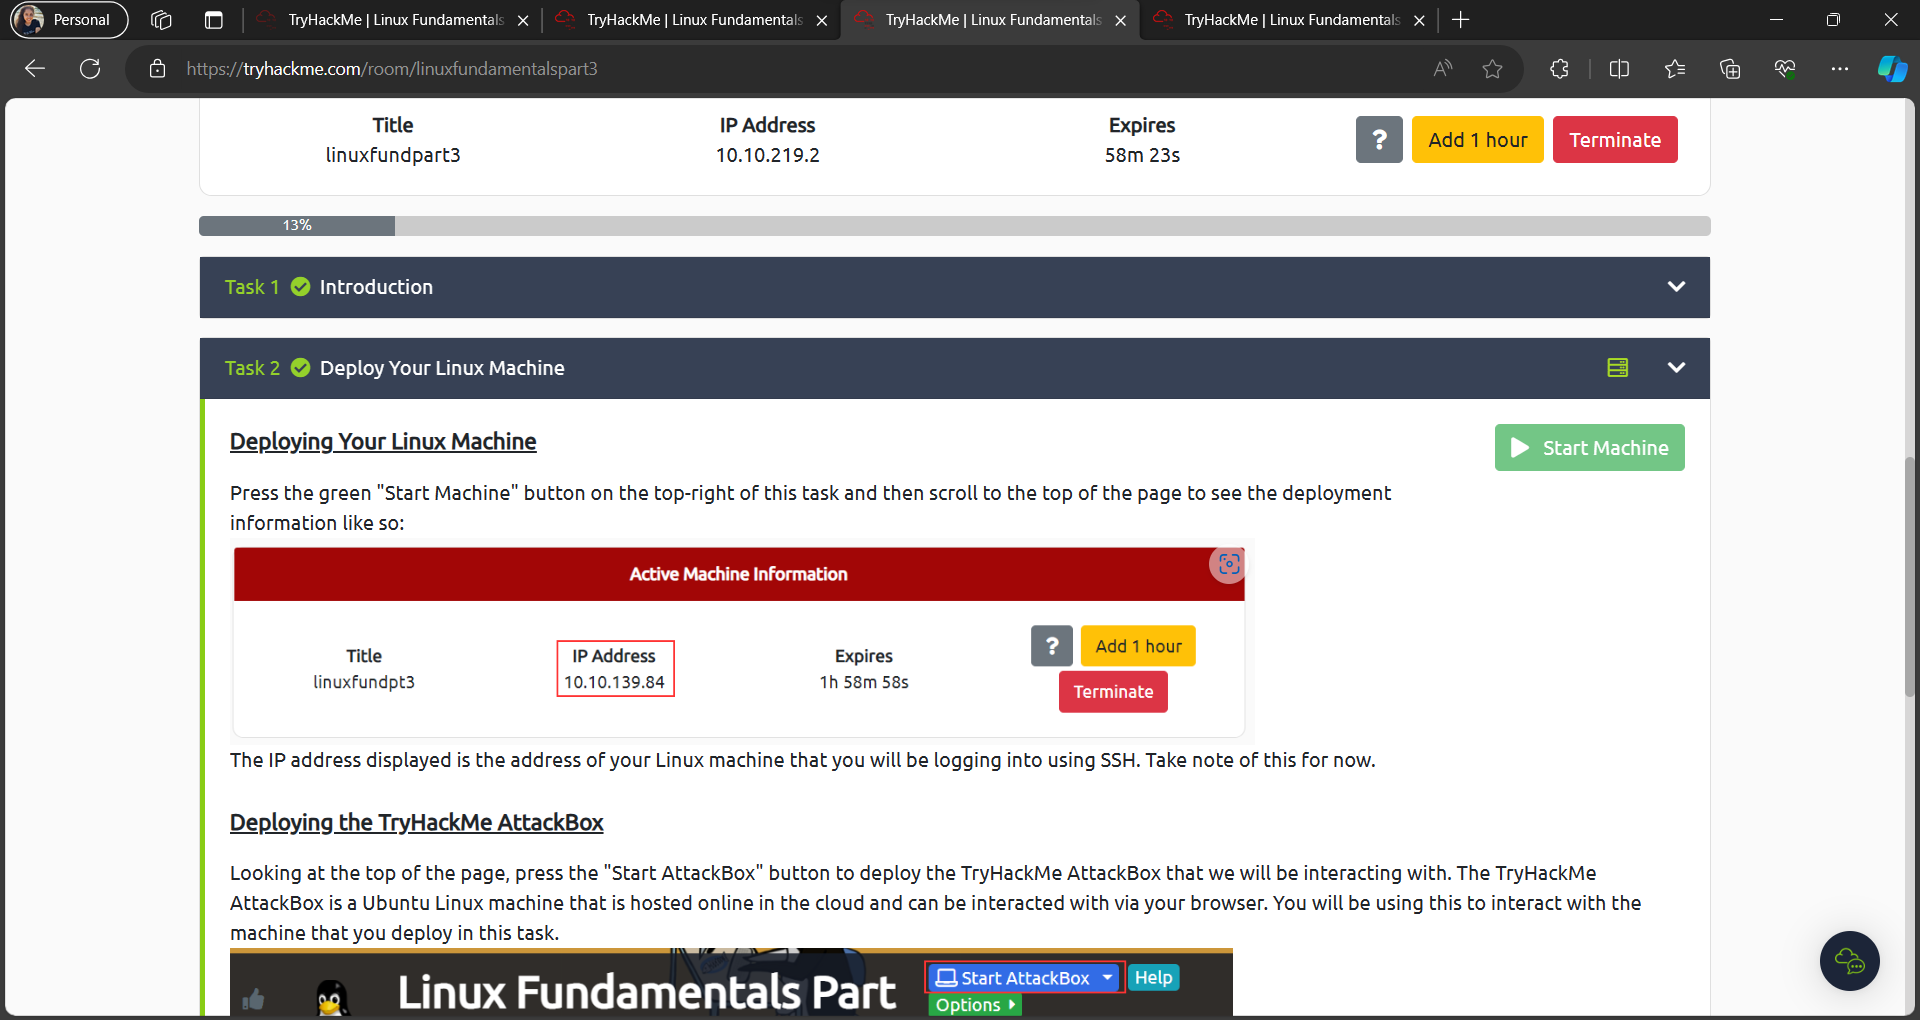 Personal
TryHackMe | Linux Fundamentals
TryHackMe | Linux Fundamentals
TryHackMe | Linux Fundamentals
TryHackMe | Linux Fundamentals
https://tryhackme.com/room/linuxfundamentalspart3
Title
linuxfundpart3
IP Address
10.10.219.2
Expires
58m 23s
?
Add 1 hour
Terminate
13%
Task 1 Introduction
Task 2 Deploy Your Linux Machine
Deploying Your Linux Machine
Start Machine
Press the green "Start Machine" button on the top-right of this task and then scroll to the top of the page to see the deployment
information like so:
Active Machine Information
Title
linuxfundpt3
IP Address
10.10.139.84
Expires
1h 58m 58s
?
Add 1 hour
Terminate
The IP address displayed is the address of your Linux machine that you will be logging into using SSH. Take note of this for now.
Deploying the TryHackMe AttackBox
Looking at the top of the page, press the "Start AttackBox" button to deploy the TryHackMe AttackBox that we will be interacting with. The TryHackMe
AttackBox is a Ubuntu Linux machine that is hosted online in the cloud and can be interacted with via your browser. You will be using this to interact with the
machine that you deploy in this task.
Linux Fundamentals Part
Start AttackBox
Help
Options